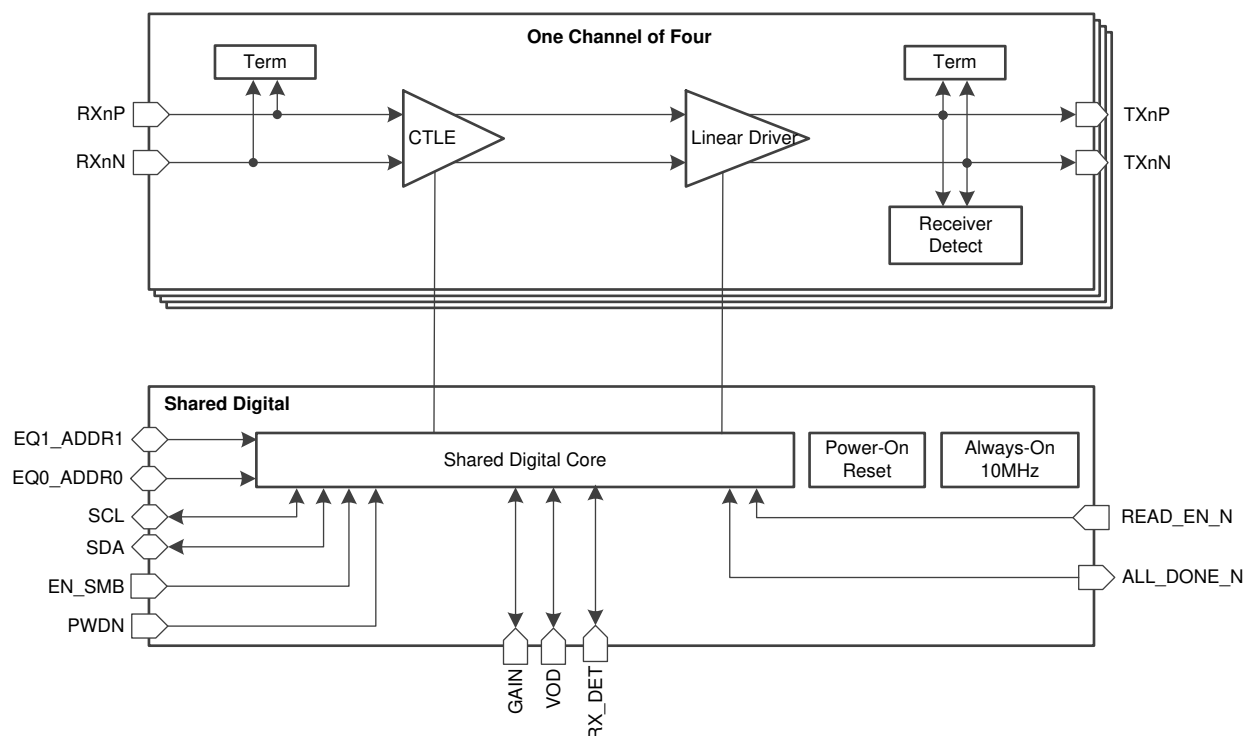 One Channel of Four
Term
Term
RXnP
TXnP
CTLE
Linear Driver
RXnN
TXnN
Receiver
Detect
Shared Digital
EQ1_ADDR1
EQ0_ADDR0
Shared Digital Core
Power-On
Reset
Always-On
10MHz
SCL
READ_EN_N
SDA
ALL_DONE_N
EN_SMB
PWDN
GAIN
VOD
RX_DET